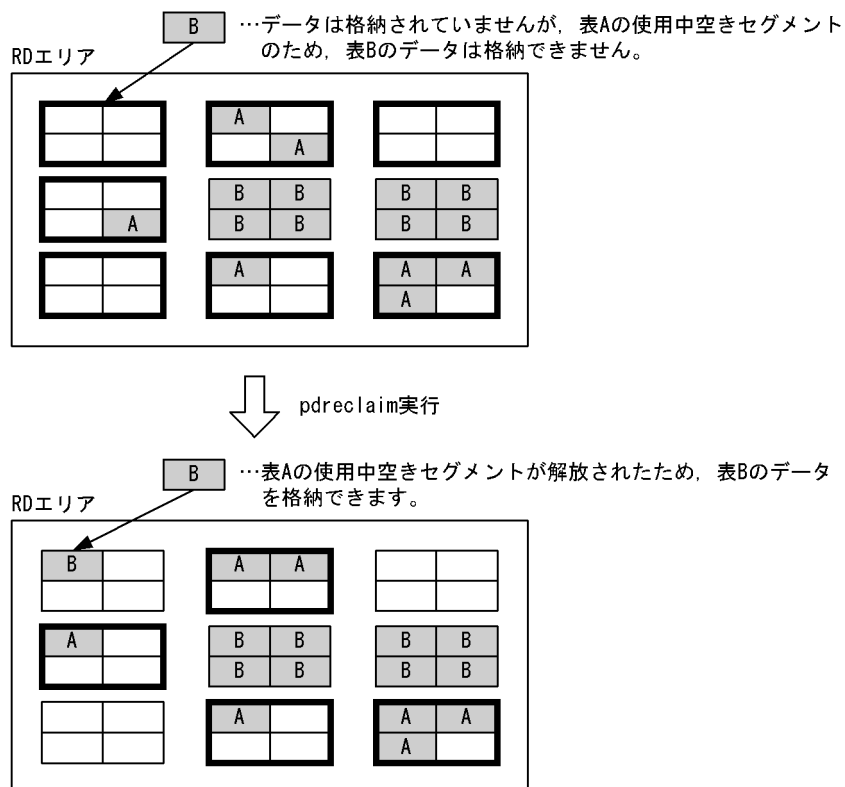 B …データは格納されていませんが，表Aの使用中空きセグメント
のため，表Bのデータは格納できません。
RDエリア
A
A
B B B B
A B B B B
A A A
A
pdreclaim実行
B …表Aの使用中空きセグメントが解放されたため，表Bのデータ
を格納できます。
RDエリア
B A A
A B B B B
B B B B
A A A
A